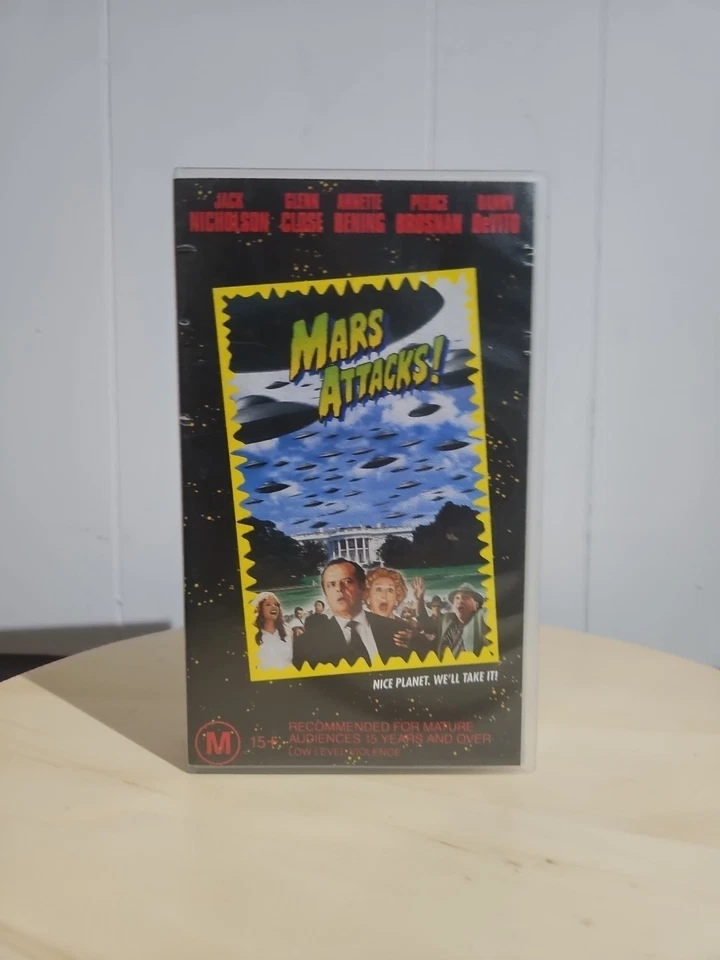 JACK GLENN ANNETTE PIERCE DANNY
NICHOLSON CLOSE BENING BROSNAN DeVITO
MARS
ATTACKS!
NICE PLANET. WE'LL TAKE IT!
M 15+ RECOMMENDED FOR MATURE
AUDIENCES 15 YEARS AND OVER
LOW LEVEL VIOLENCE